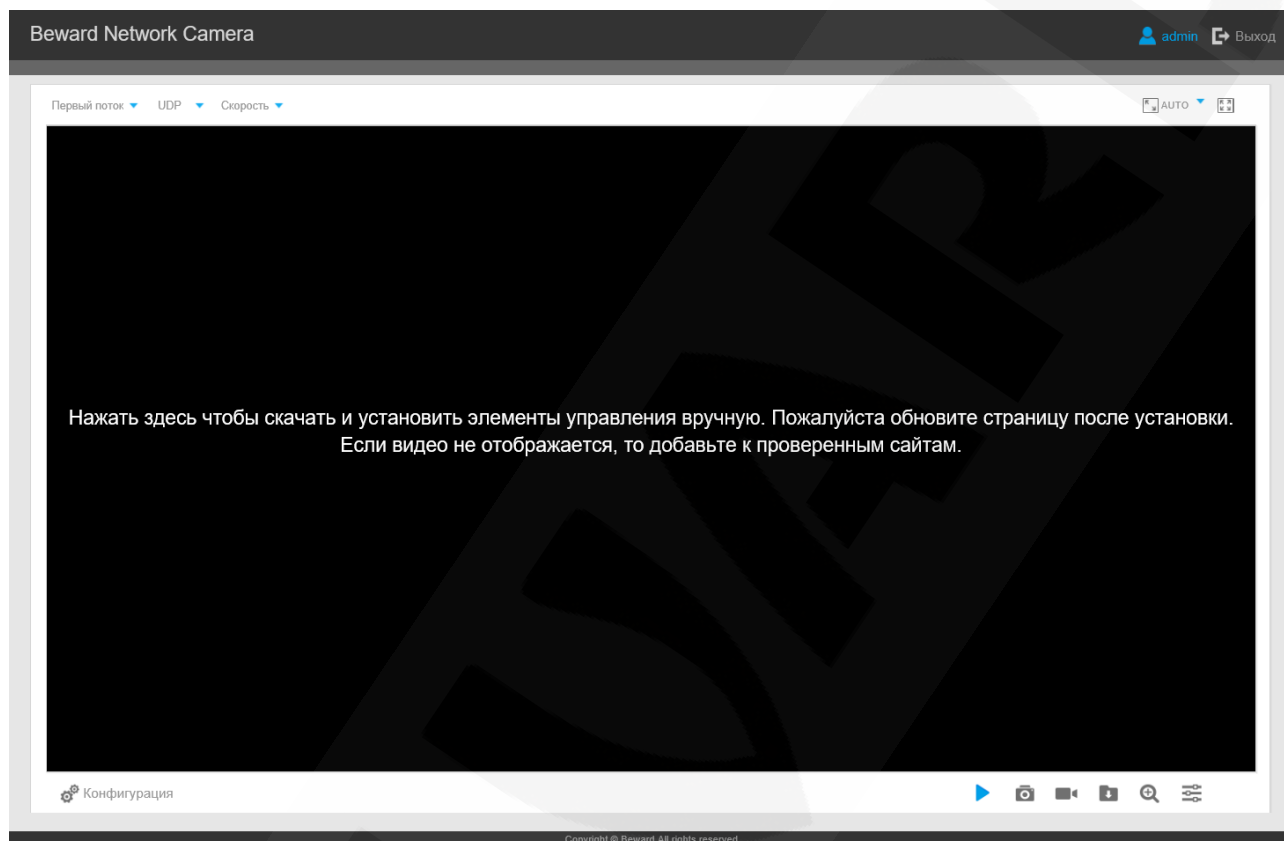 Beward Network Camera
admin Выход
Первый поток UDP Скорость
AUTO
Нажать здесь чтобы скачать и установить элементы управления вручную. Пожалуйста обновите страницу после установки.
Если видео не отображается, то добавьте к проверенным сайтам.
Конфигурация
Copyright © Beward All rights reserved